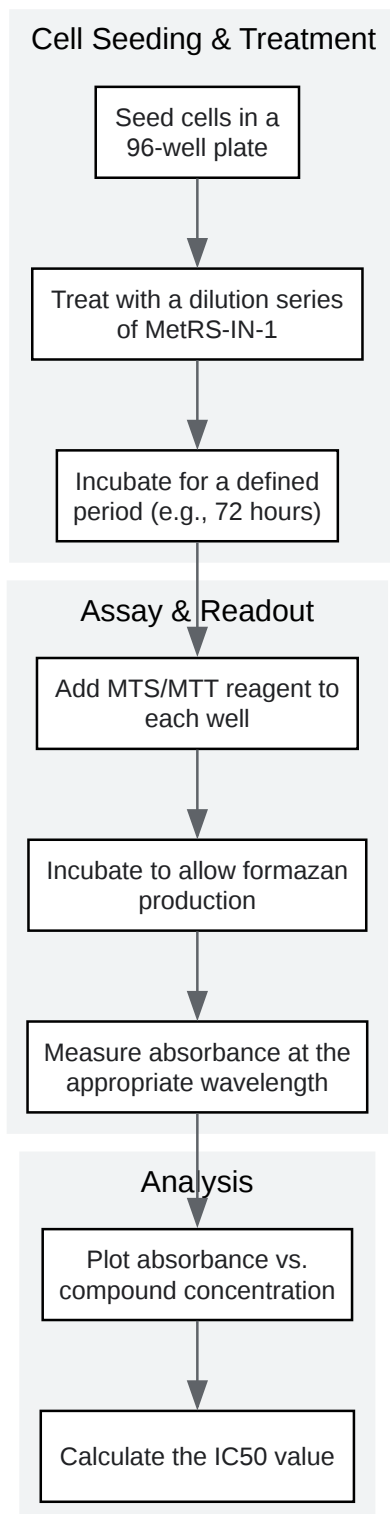 Cell Seeding & Treatment
Seed cells in a
96-well plate
Treat with a dilution series
of MetRS-IN-1
Incubate for a defined
period (e.g., 72 hours)
Assay & Readout
Add MTS/MTT reagent to
each well
Incubate to allow formazan
production
Measure absorbance at the
appropriate wavelength
Analysis
Plot absorbance vs.
compound concentration
Calculate the IC50 value